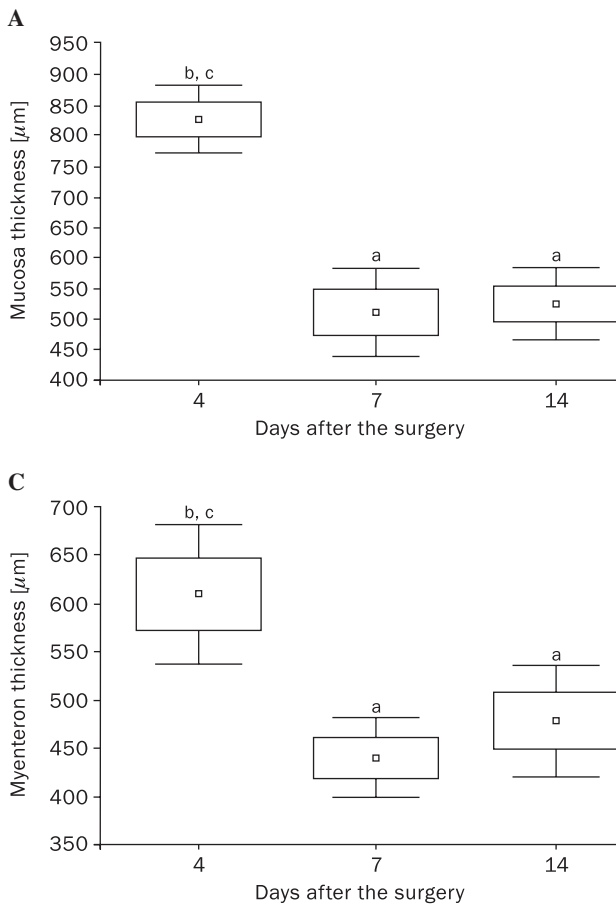 A
950
900
850
800
750
700
650
600
550
500
450
400
Mucosa thickness [μm]
b, c
a
a
4 7 14
Days after the surgery
C
700
650
600
550
500
450
400
350
Myenteron thickness [μm]
b, c
a
a
4 7 14
Days after the surgery